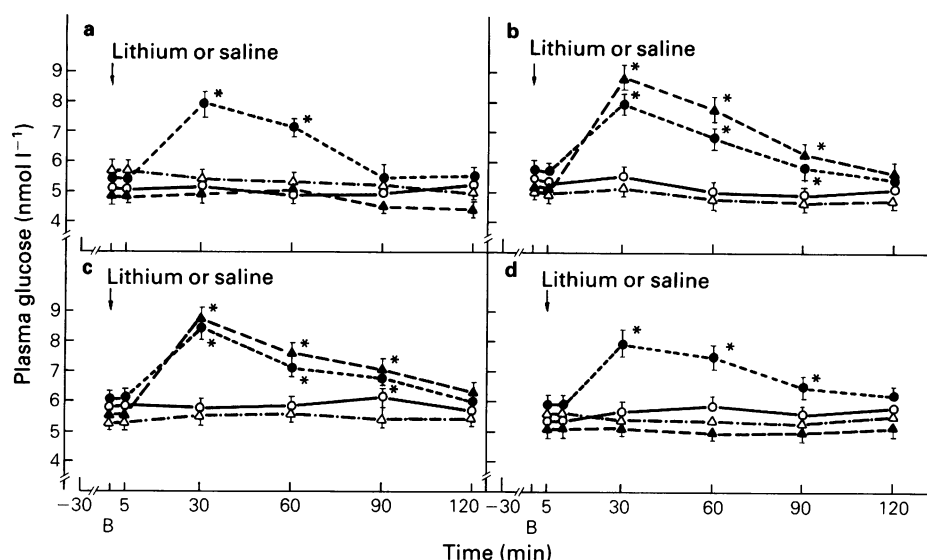 a
Lithium or saline
b
Lithium or saline
9
8
7
6
5
4
Plasma glucose (nmol l⁻¹)
c
Lithium or saline
d
Lithium or saline
9
8
7
6
5
4
−30 5 30 60 90 120 −30 5 30 60 90 120
B B
Time (min)